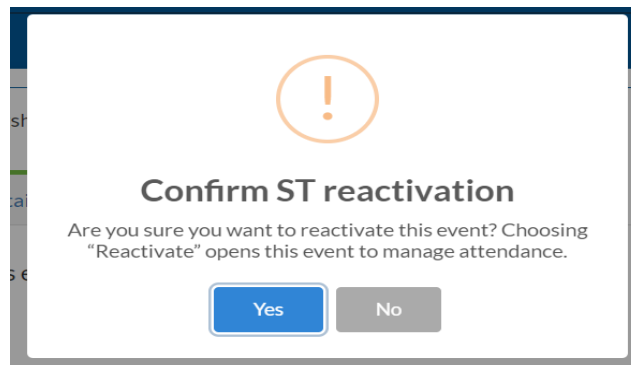 !
Confirm ST reactivation
Are you sure you want to reactivate this event? Choosing
“Reactivate” opens this event to manage attendance.
Yes
No